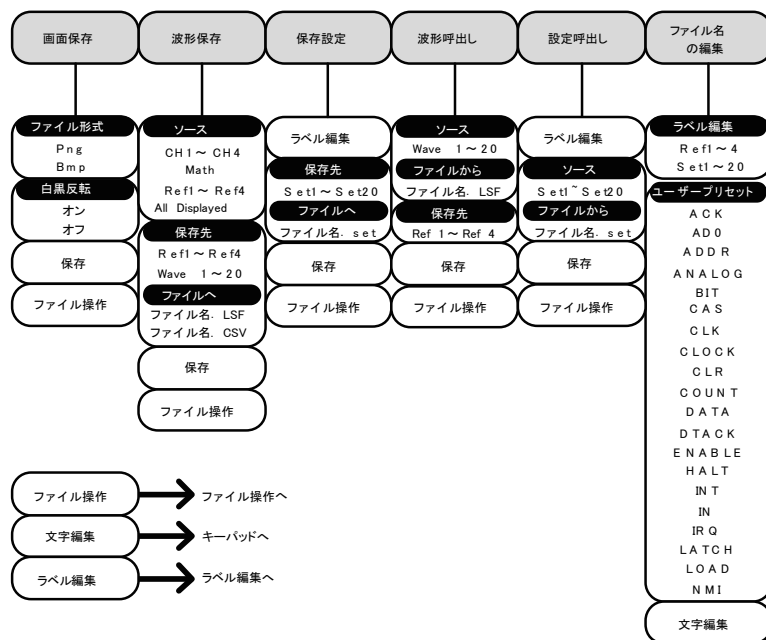 画面保存
ファイル形式
Png
Bmp
白黒反転
オン
オフ
保存
ファイル操作
波形保存
ソース
CH1～CH4
Math
Ref1～Ref4
All Displayed
保存先
Ref1～Ref4
Wave 1～20
ファイルへ
ファイル名. LSF
ファイル名. CSV
保存
ファイル操作
保存設定
ラベル編集
保存先
Set1～Set20
ファイルへ
ファイル名. set
保存
ファイル操作
波形呼出し
ソース
Wave 1～20
ファイルから
ファイル名. LSF
保存先
Ref 1～Ref 4
保存
ファイル操作
設定呼出し
ラベル編集
ソース
Set1~Set20
ファイルから
ファイル名. set
保存
ファイル操作
ファイル名
の編集
ラベル編集
Ref1～4
Set1～20
ユーザープリセット
ACK
AD0
ADDR
ANALOG
BIT
CAS
CLK
CLOCK
CLR
COUNT
DATA
DTACK
ENABLE
HALT
INT
IN
IRQ
LATCH
LOAD
NMI
文字編集
ファイル操作 ファイル操作へ
文字編集 キーパッドへ
ラベル編集 ラベル編集へ